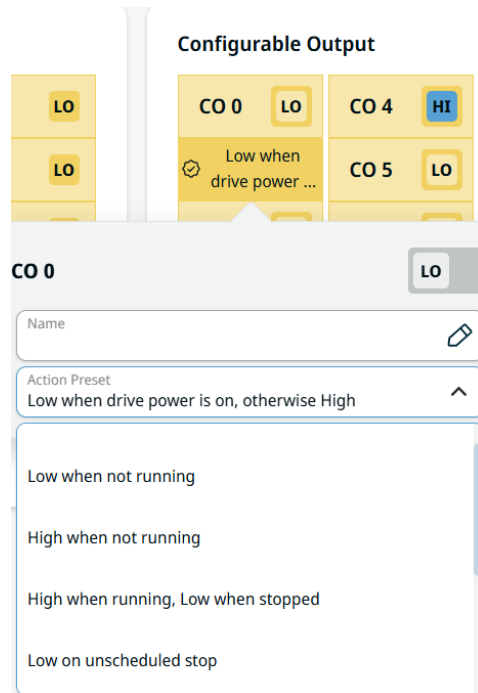 Configurable Output
LO
CO 0 LO
CO 4 HI
LO
Low when
drive power ...
CO 5 LO
CO 0
LO
Name
Action Preset
Low when drive power is on, otherwise High
Low when not running
High when not running
High when running, Low when stopped
Low on unscheduled stop